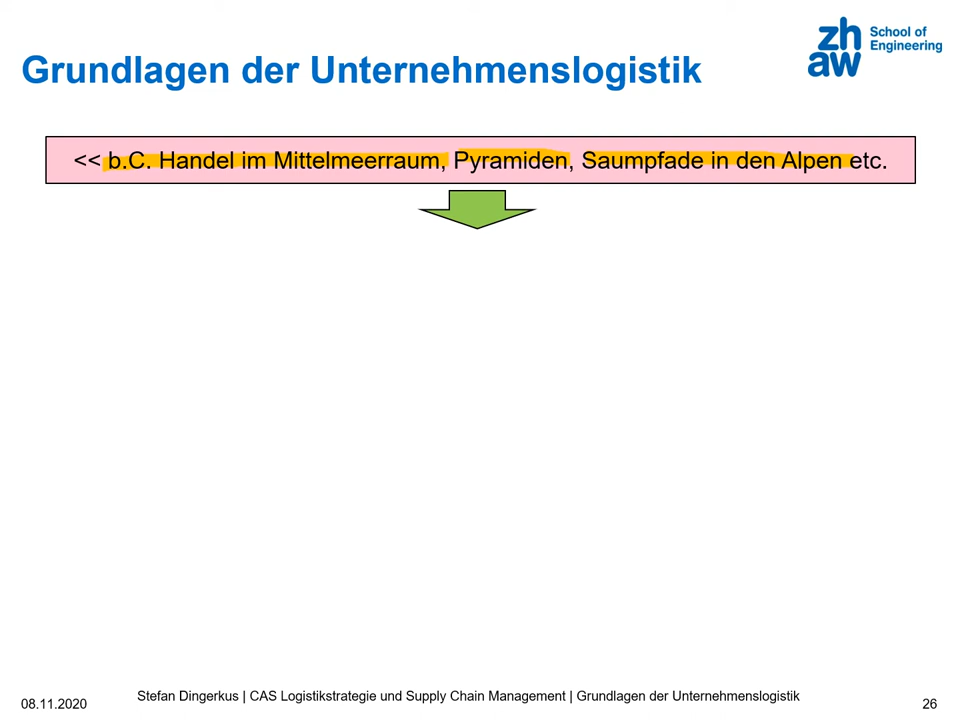 zh
aw
School of
Engineering
Grundlagen der Unternehmenslogistik
<< b.C. Handel im Mittelmeerraum, Pyramiden, Saumpfade in den Alpen etc.
08.11.2020
Stefan Dingerkus | CAS Logistikstrategie und Supply Chain Management | Grundlagen der Unternehmenslogistik
26